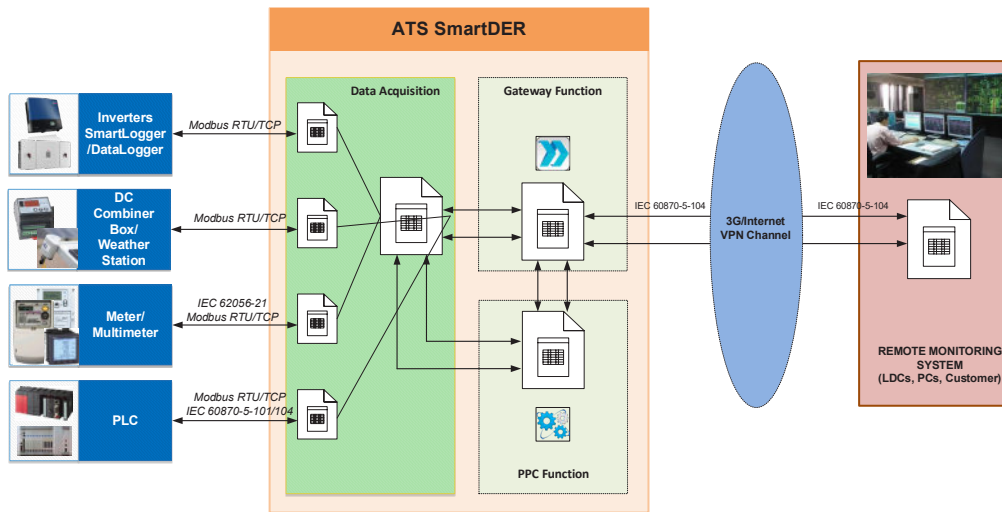 ATS SmartDER
Data Acquisition
Gateway Function
Inverters
SmartLogger
/DataLogger
Modbus RTU/TCP
DC
Combiner
Box/
Weather
Station
Modbus RTU/TCP
IEC 60870-5-104
3G/Internet
VPN Channel
IEC 60870-5-104
Meter/
Multimeter
IEC 62056-21
Modbus RTU/TCP
PLC
Modbus RTU/TCP
IEC 60870-5-101/104
PPC Function
REMOTE MONITORING
SYSTEM
(LDCs, PCs, Customer)